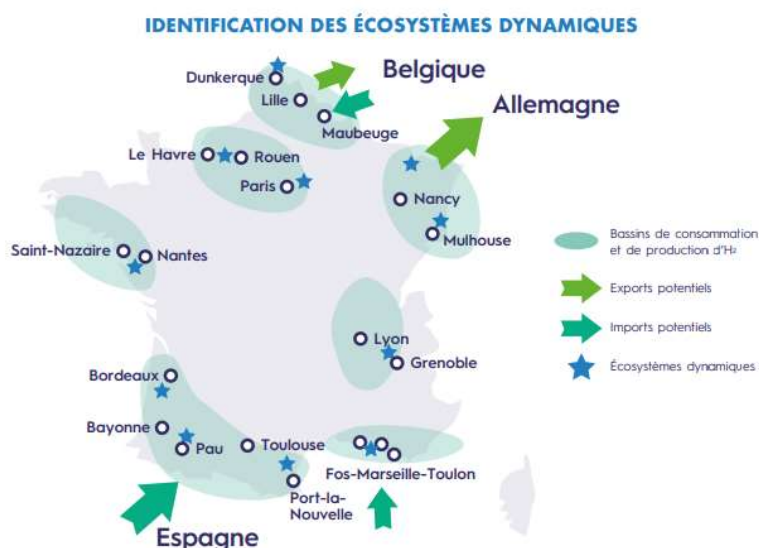 IDENTIFICATION DES ÉCOSYSTÈMES DYNAMIQUES
Belgique
Dunkerque
Lille
Maubeuge
Allemagne
Le Havre
Rouen
Paris
Nancy
Mulhouse
Saint-Nazaire
Nantes
Lyon
Grenoble
Bordeaux
Bayonne
Pau
Toulouse
Fos-Marseille-Toulon
Port-la-
Nouvelle
Espagne
Bassins de consommation
et de production d'H2
Exports potentiels
Imports potentiels
Écosystèmes dynamiques